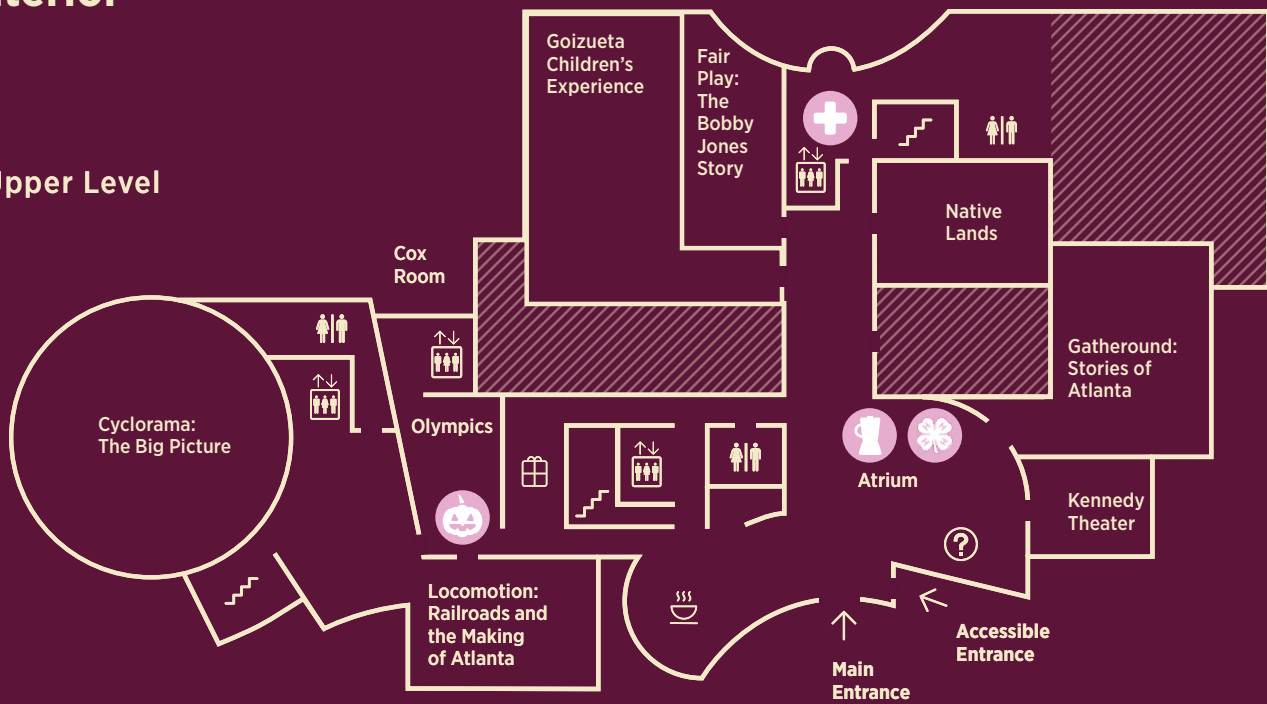 Upper Level
Goizueta
Children's
Experience
Fair
Play:
The
Bobby
Jones
Story
Native
Lands
Cox
Room
Gatheround:
Stories of
Atlanta
Cyclorama:
The Big Picture
Olympics
Atrium
Kennedy
Theater
?
Locomotion:
Railroads and
the Making
of Atlanta
Accessible
Entrance
Main
Entrance